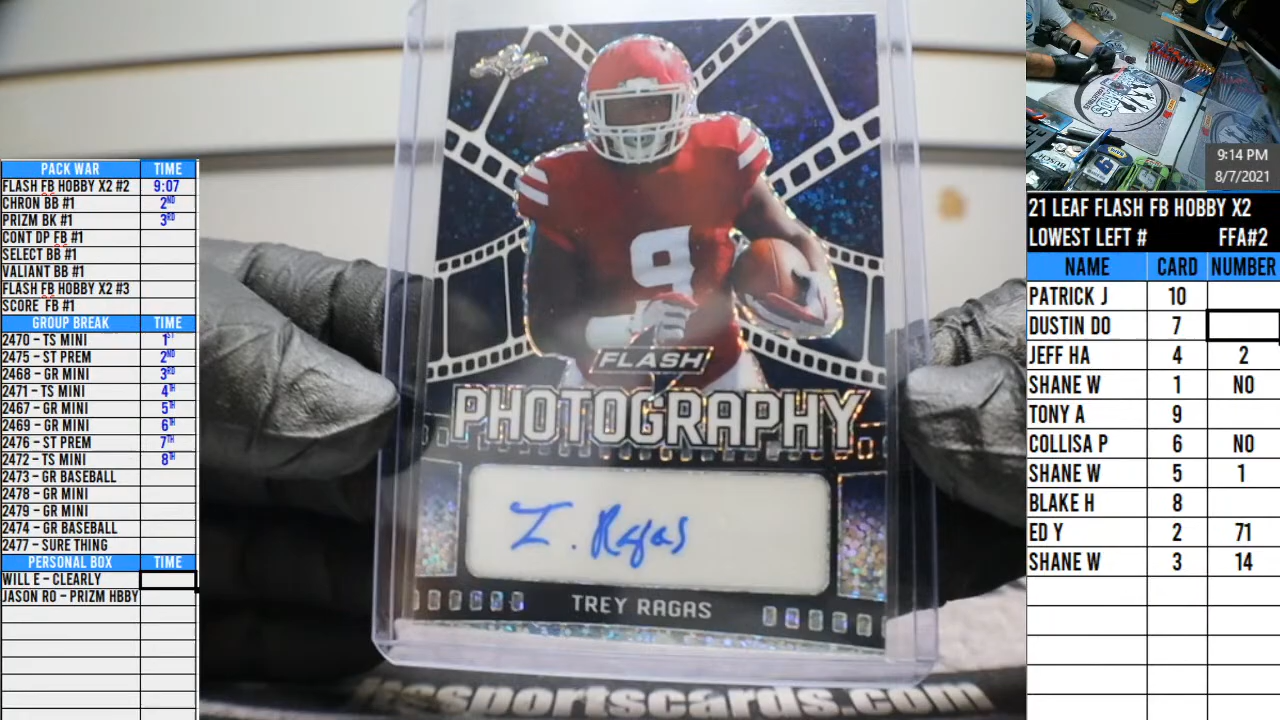 PACK WAR TIME
FLASH FB HOBBY X2 #2 9:07
CHRON BB #1 2ND
PRIZM BK #1 3RD
CONT DP FB #1
SELECT BB #1
VALIANT BB #1
FLASH FB HOBBY X2 #3
SCORE FB #1
GROUP BREAK TIME
2470 – TS MINI 1ST
2475 – ST PREM 2ND
2468 – GR MINI 3RD
2471 – TS MINI 4TH
2467 – GR MINI 5TH
2469 – GR MINI 6TH
2476 – ST PREM 7TH
2472 – TS MINI 8TH
2473 – GR BASEBALL
2478 – GR MINI
2479 – GR MINI
2474 – GR BASEBALL
2477 – SURE THING
PERSONAL BOX TIME
WILL E – CLEARLY
JASON RO – PRIZM HBBY
9
FLASH
PHOTOGRAPHY
T. Ragas
TREY RAGAS
sportscards.com
9:14 PM
8/7/2021
21 LEAF FLASH FB HOBBY X2
LOWEST LEFT # FFA#2
NAME CARD NUMBER
PATRICK J 10
DUSTIN DO 7
JEFF HA 4 2
SHANE W 1 NO
TONY A 9
COLLISA P 6 NO
SHANE W 5 1
BLAKE H 8
ED Y 2 71
SHANE W 3 14